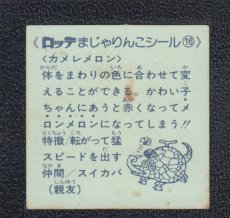 ロッテまじゃりんこシール⑯
〈カメレメロン〉
体をまわりの色に合わせて変
えることができる。かわい子
ちゃんにあうと赤くなってメ
ロンメロンになってしまう!!
特徴/転がって猛
スピードを出す
仲間/スイカバ
(親友)